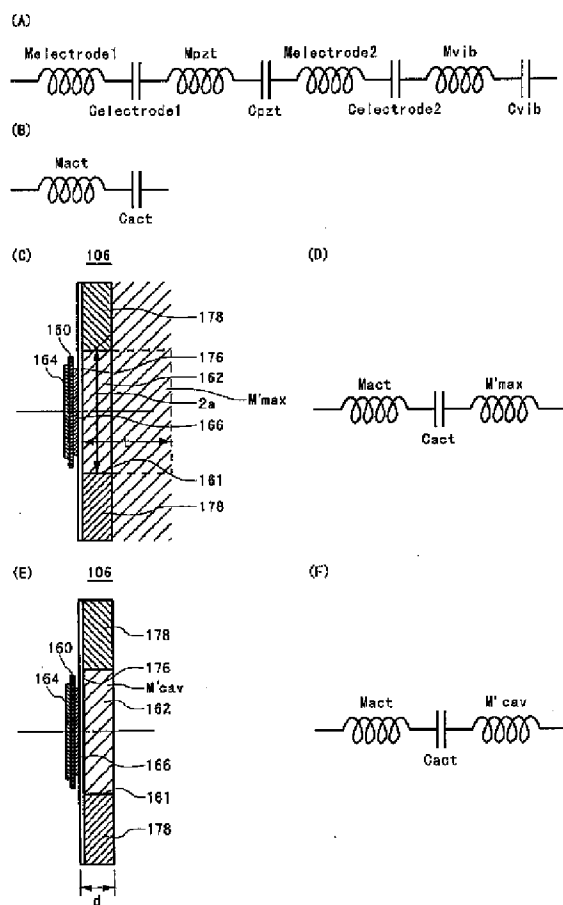 (A)
Melectrode1 Mpzt Melectrode2 Mvib
Celectrode1 Cpzt Celectrode2 Cvib
(B)
Mact
Cact
(C) 106
178
160
164
176
162
M'max
2a
166
161
178
(D)
Mact M'max
Cact
(E) 106
178
160
164
176
M'cav
162
166
161
178
d
(F)
Mact M'cav
Cact